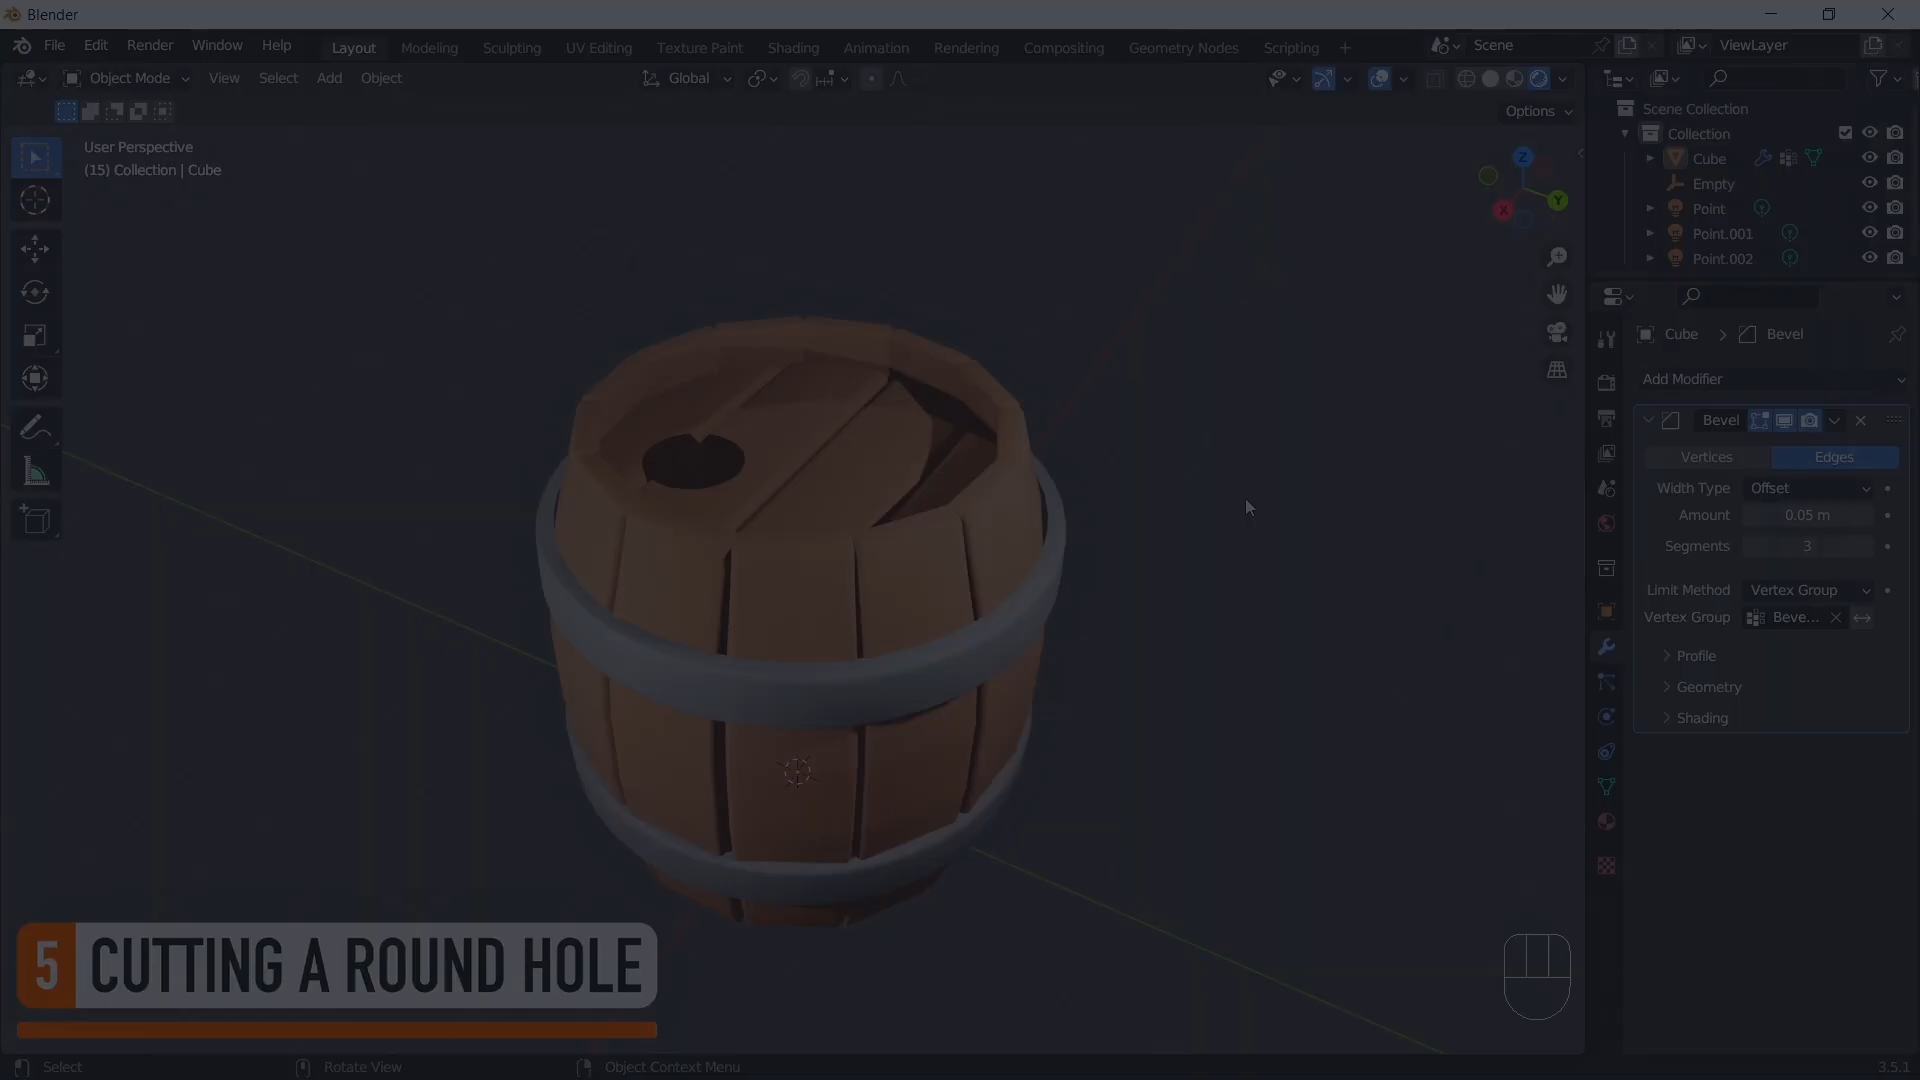 Blender
File Edit Render Window Help
Layout Modeling Sculpting UV Editing Texture Paint Shading Animation Rendering Compositing Geometry Nodes Scripting +
Scene
ViewLayer
Object Mode View Select Add Object
Global
Options
User Perspective
(15) Collection | Cube
Z
Y
X
Scene Collection
Collection
Cube
Empty
Point
Point.001
Point.002
Cube > Bevel
Add Modifier
Bevel
Vertices Edges
Width Type Offset
Amount 0.05 m
Segments 3
Limit Method Vertex Group
Vertex Group Beve...
Profile
Geometry
Shading
5 CUTTING A ROUND HOLE
Select Rotate View Object Context Menu
3.5.1